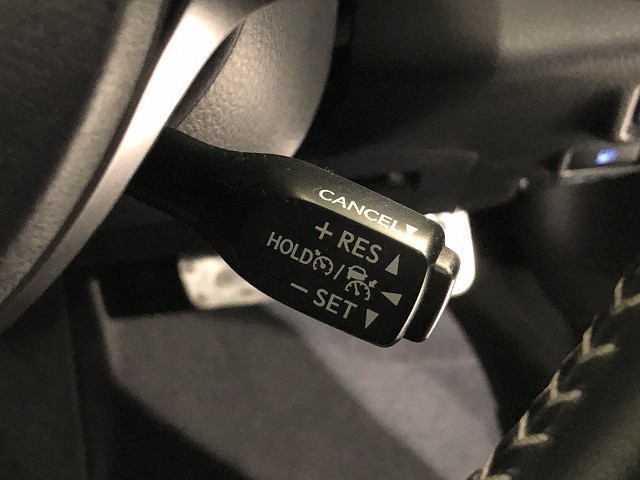 CANCEL▼
+ RES ▲
HOLD / ◀
− SET ▼